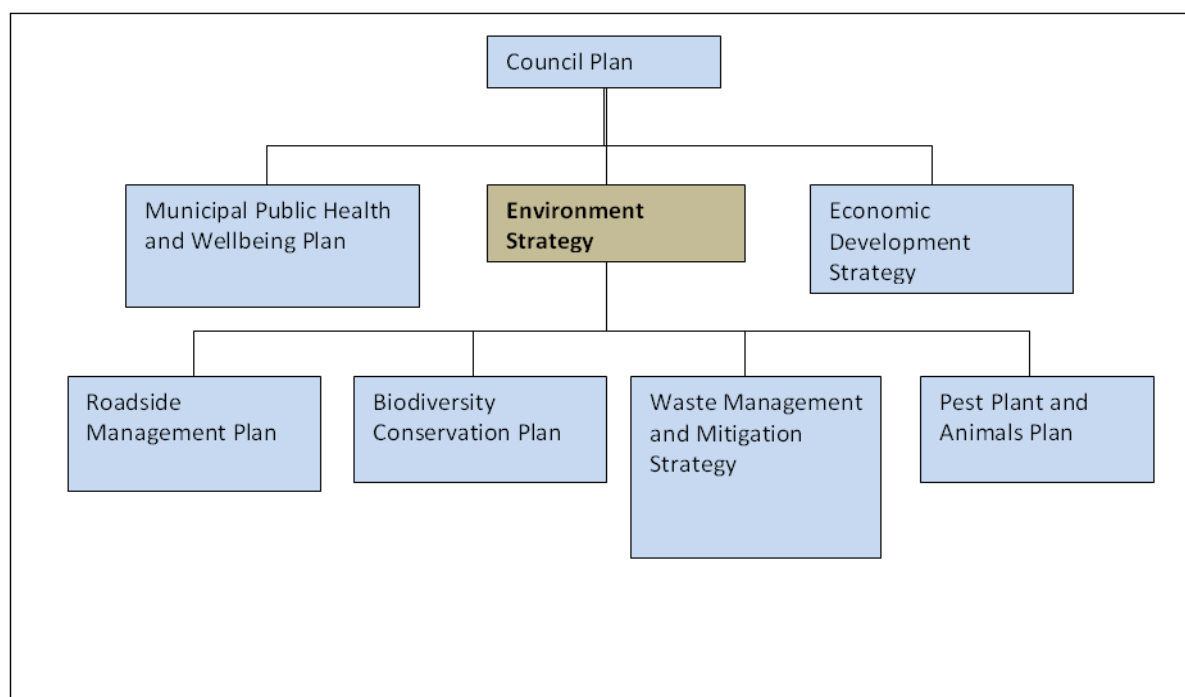 Council Plan
Municipal Public Health
and Wellbeing Plan
Environment
Strategy
Economic
Development
Strategy
Roadside
Management Plan
Biodiversity
Conservation Plan
Waste Management
and Mitigation
Strategy
Pest Plant and
Animals Plan